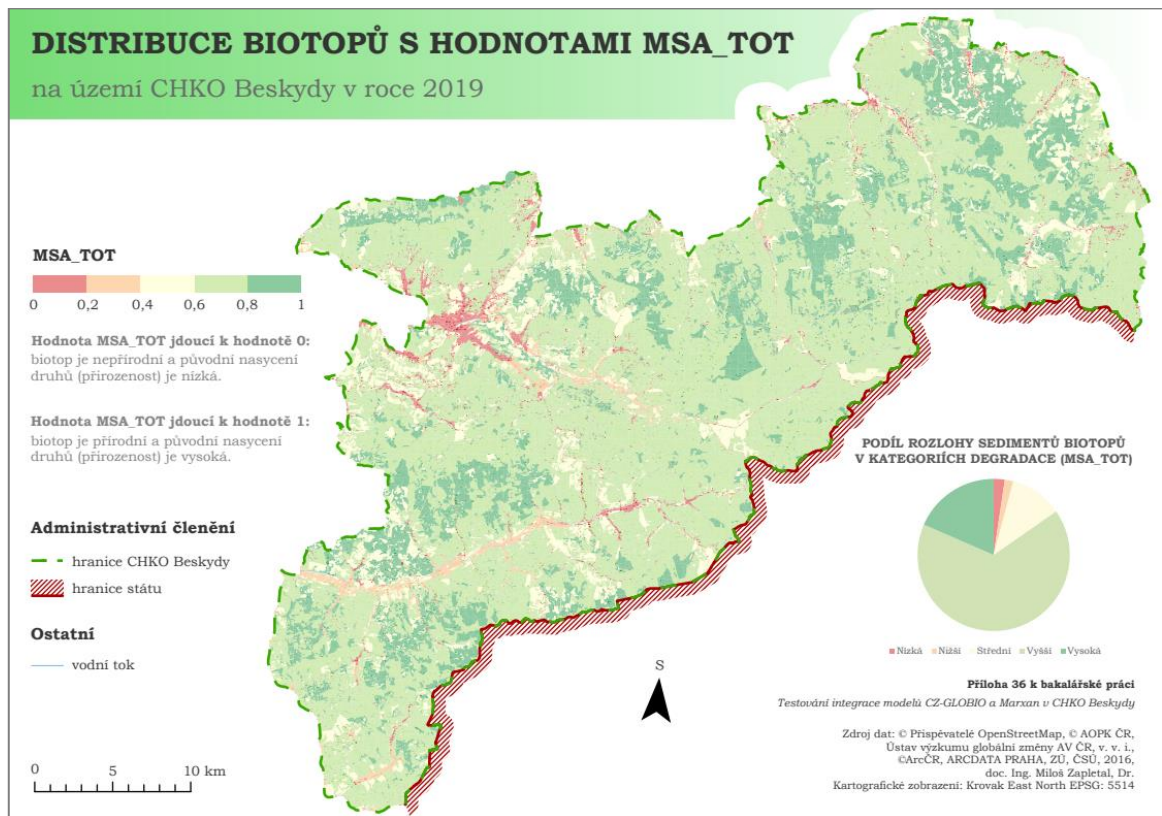 DISTRIBUCE BIOTOPŮ S HODNOTAMI MSA_TOT
na území CHKO Beskydy v roce 2019
MSA_TOT
0 0,2 0,4 0,6 0,8 1
Hodnota MSA_TOT jdoucí k hodnotě 0:
biotop je nepřírodní a původní nasycení
druhů (přirozenost) je nízká.
Hodnota MSA_TOT jdoucí k hodnotě 1:
biotop je přírodní a původní nasycení
druhů (přirozenost) je vysoká.
Administrativní členění
hranice CHKO Beskydy
hranice státu
Ostatní
vodní tok
0 5 10 km
S
PODÍL ROZLOHY SEDIMENTŮ BIOTOPŮ
V KATEGORIÍCH DEGRADACE (MSA_TOT)
Nízká Nižší Střední Vyšší Vysoká
Příloha 36 k bakalářské práci
Testování integrace modelů CZ-GLOBIO a Marxan v CHKO Beskydy
Zdroj dat: © Přispěvatelé OpenStreetMap, © AOPK ČR,
Ústav výzkumu globální změny AV ČR, v. v. i.,
©ArcČR, ARCDATA PRAHA, ZÚ, ČSÚ, 2016,
doc. Ing. Miloš Zapletal, Dr.
Kartografické zobrazení: Krovak East North EPSG: 5514